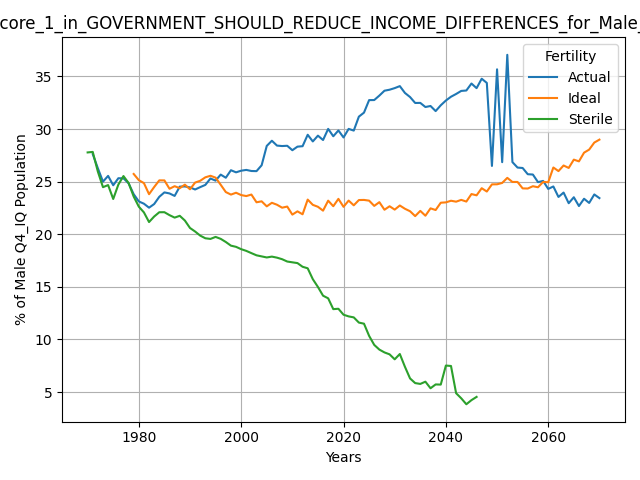 core_1_in_GOVERNMENT_SHOULD_REDUCE_INCOME_DIFFERENCES_for_Male_
35
30
25
20
15
10
5
% of Male Q4_IQ Population
Fertility
Actual
Ideal
Sterile
1980 2000 2020 2040 2060
Years